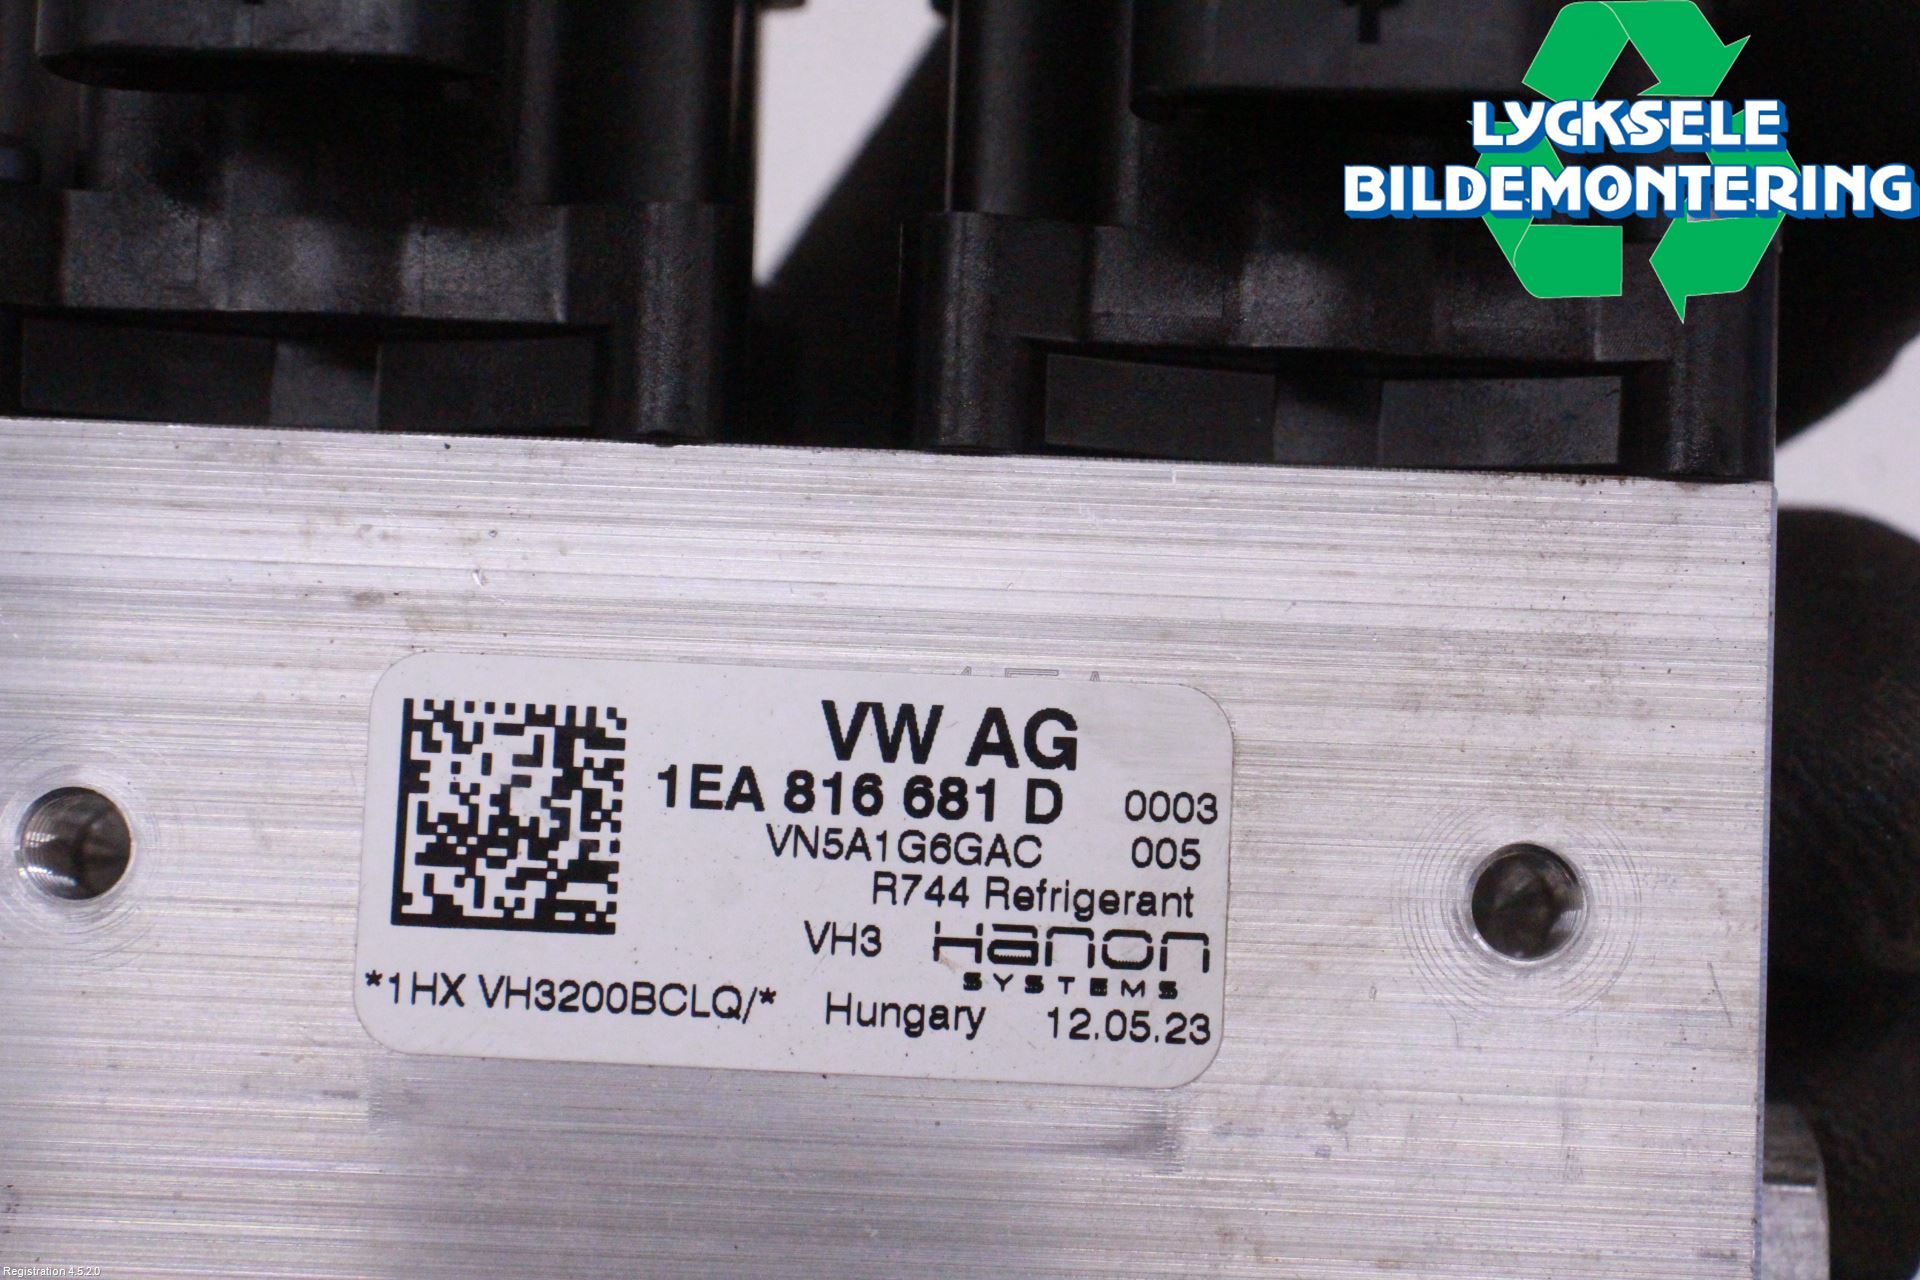 LYCKSELE
BILDEMONTERING
VW AG
1EA 816 681 D 0003
VN5A1G6GAC 005
R744 Refrigerant
VH3 Hanon
SYSTEMS
*1HX VH3200BCLQ/* Hungary 12.05.23
Registration 4.5.2.0